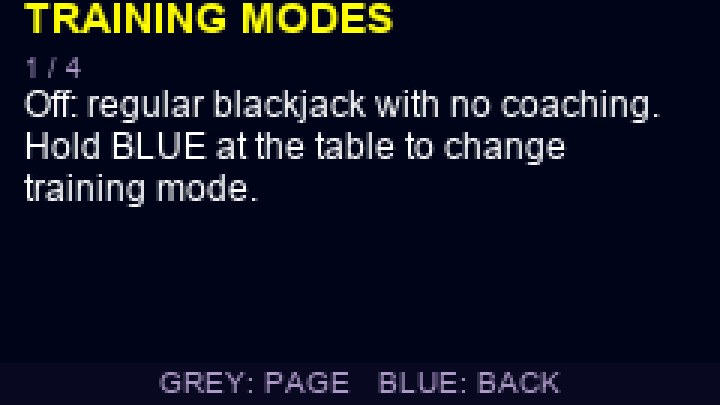 TRAINING MODES
1 / 4
Off: regular blackjack with no coaching.
Hold BLUE at the table to change
training mode.
GREY: PAGE BLUE: BACK